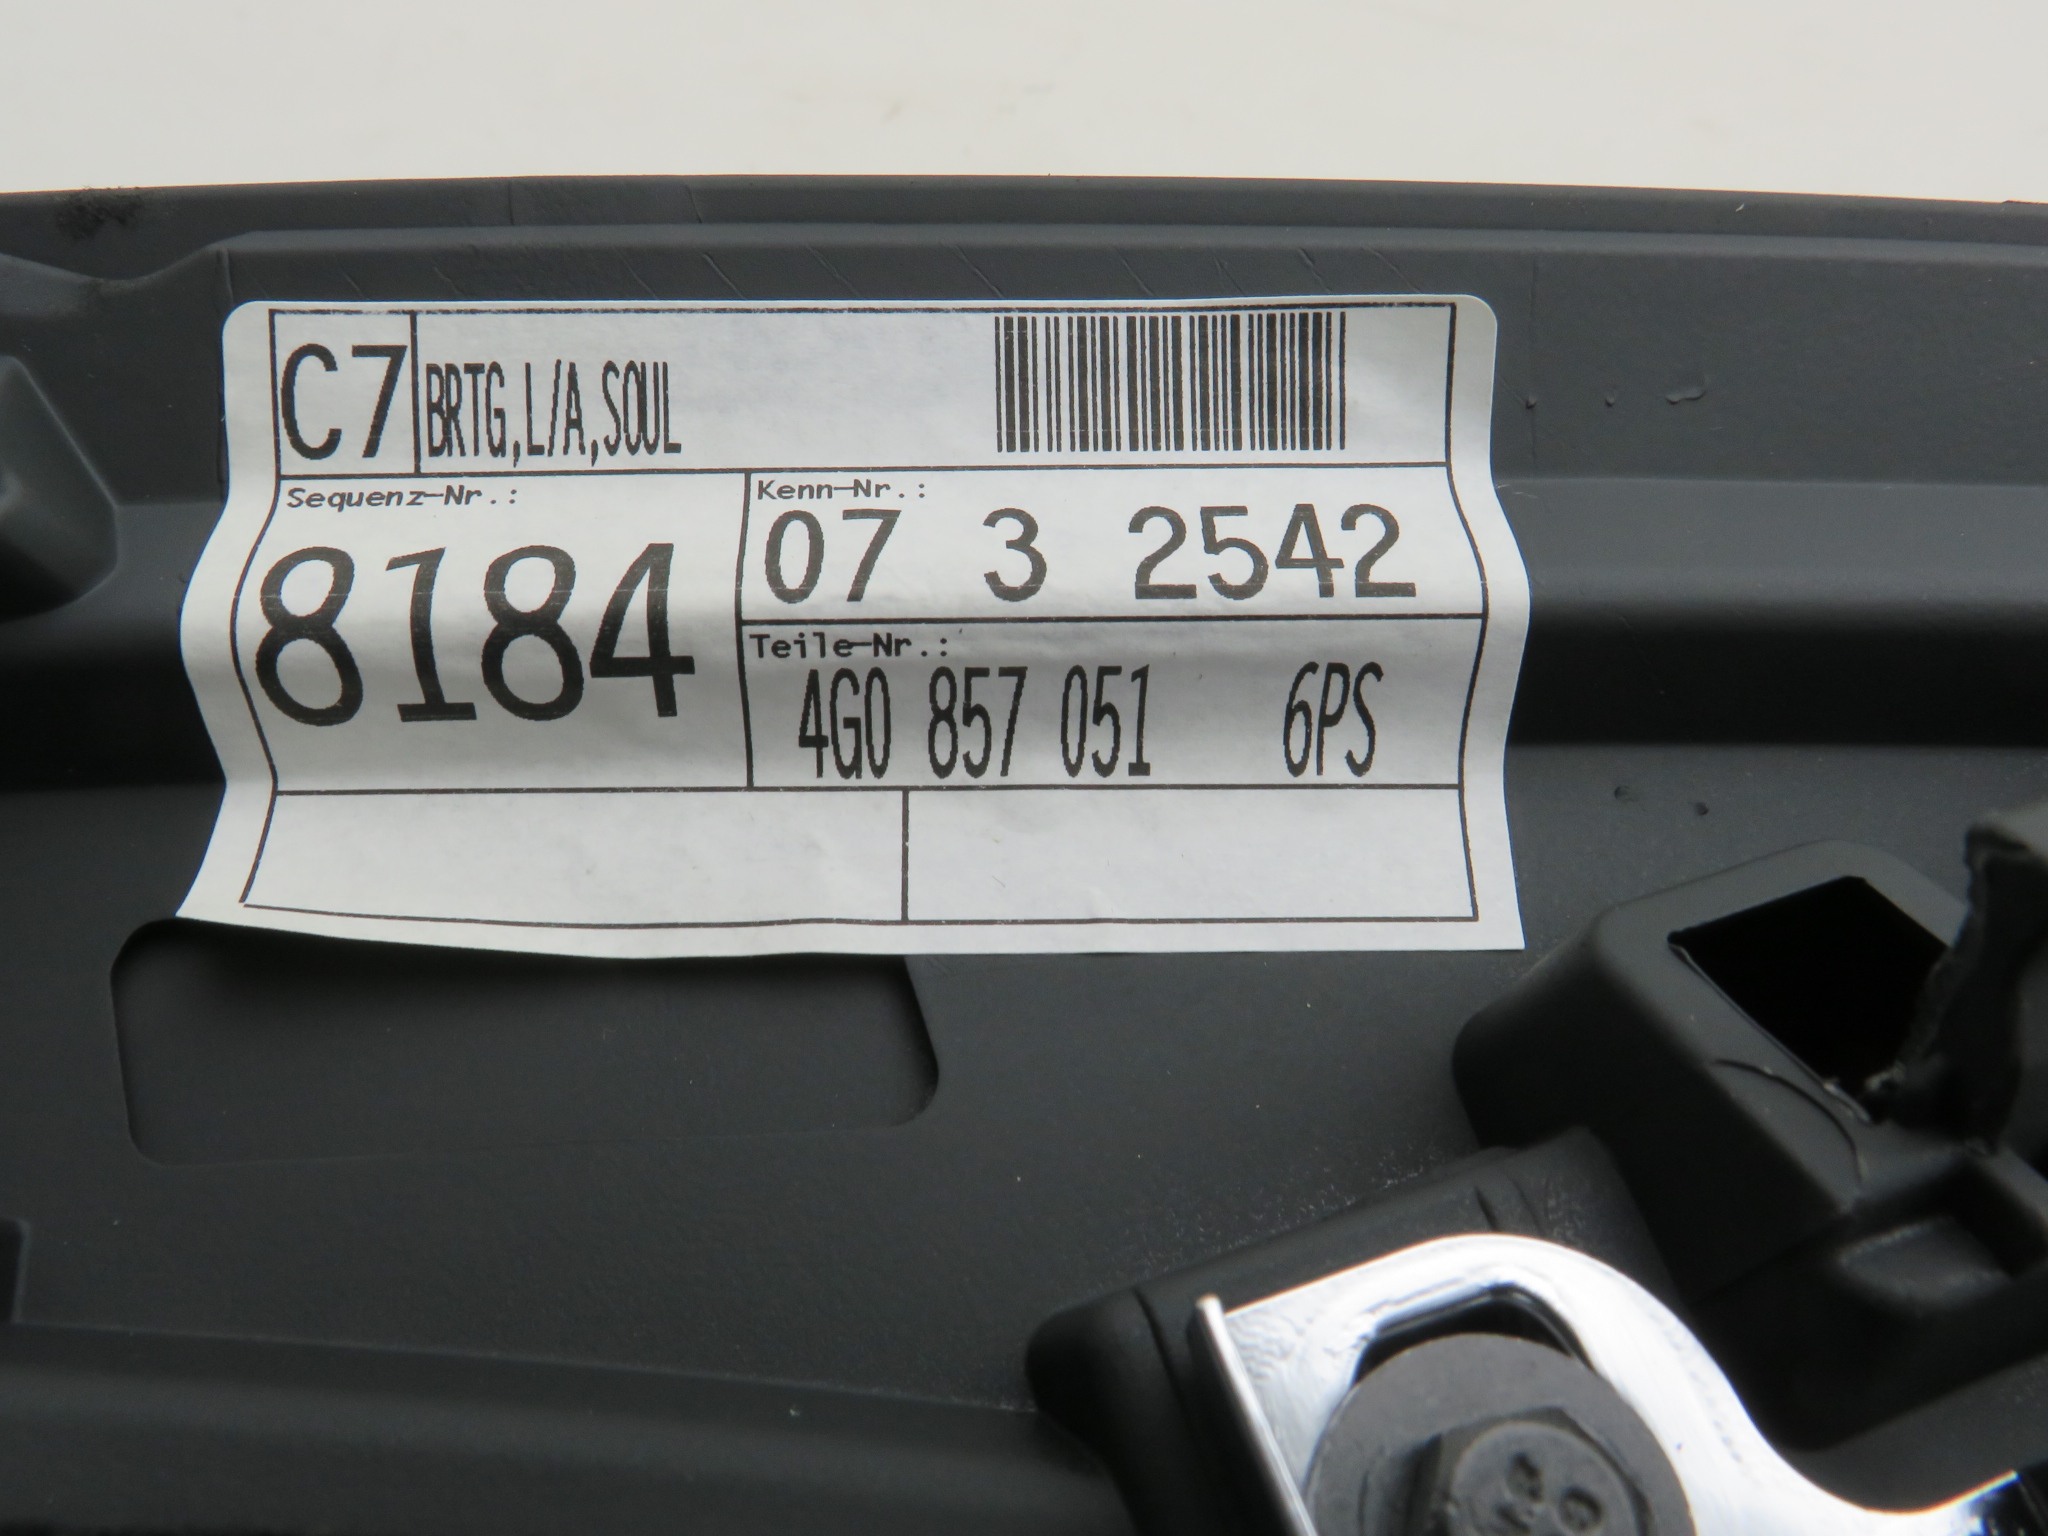 C7 BRTG,L/A,SOUL
Sequenz-Nr.:
8184
Kenn-Nr.:
07 3 2542
Teile-Nr.:
4G0 857 051 6PS